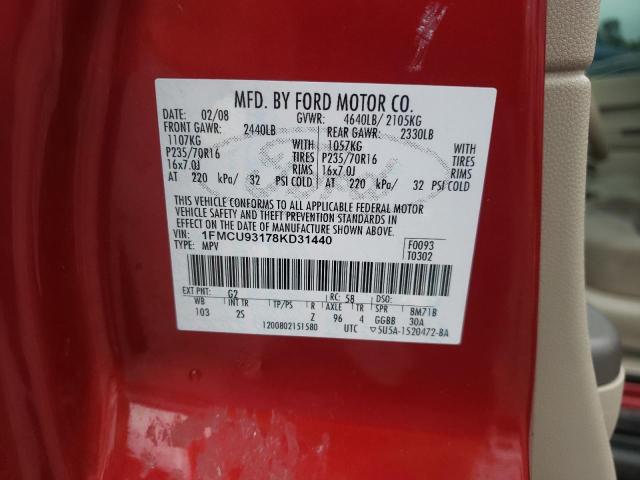 MFD. BY FORD MOTOR CO.
DATE: 02/08 GVWR: 4640LB/ 2105KG
FRONT GAWR: 2440LB REAR GAWR: 2330LB
1107KG 1057KG
P235/70R16 TIRES P235/70R16 TIRES
16x7.0J RIMS 16x7.0J RIMS
AT 220 kPa/ 32 PSI COLD AT 220 kPa/ 32 PSI COLD
THIS VEHICLE CONFORMS TO ALL APPLICABLE FEDERAL MOTOR
VEHICLE SAFETY AND THEFT PREVENTION STANDARDS IN EFFECT
ON THE DATE OF MANUFACTURE SHOWN ABOVE.
VIN: 1FMCU93178KD31440 F0093
TYPE: MPV T0302
EXT PNT: G2 RC: 58 DSO:
WB INT TR TP/PS R AXLE TR SPR 8M71B
103 2S Z 96 4 GGBB 30A
1200802151580 UTC 5U5A-1520472-BA
Ford